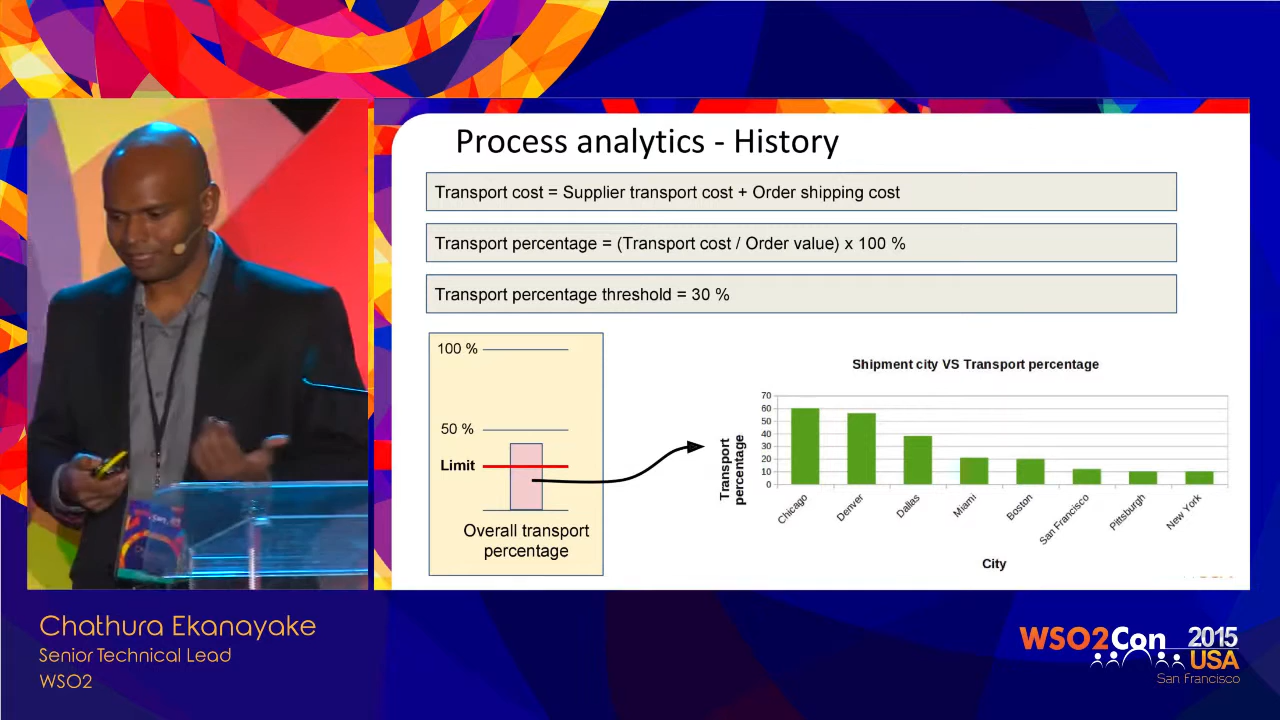 Process analytics - History
Transport cost = Supplier transport cost + Order shipping cost
Transport percentage = (Transport cost / Order value) x 100 %
Transport percentage threshold = 30 %
100 %
50 %
Limit
Overall transport
percentage
Shipment city VS Transport percentage
70
60
50
40
30
20
10
0
Transport
percentage
Chicago
Denver
Dallas
Miami
Boston
San Francisco
Pittsburgh
New York
City
Chathura Ekanayake
Senior Technical Lead
WSO2
WSO2Con 2015
USA
San Francisco